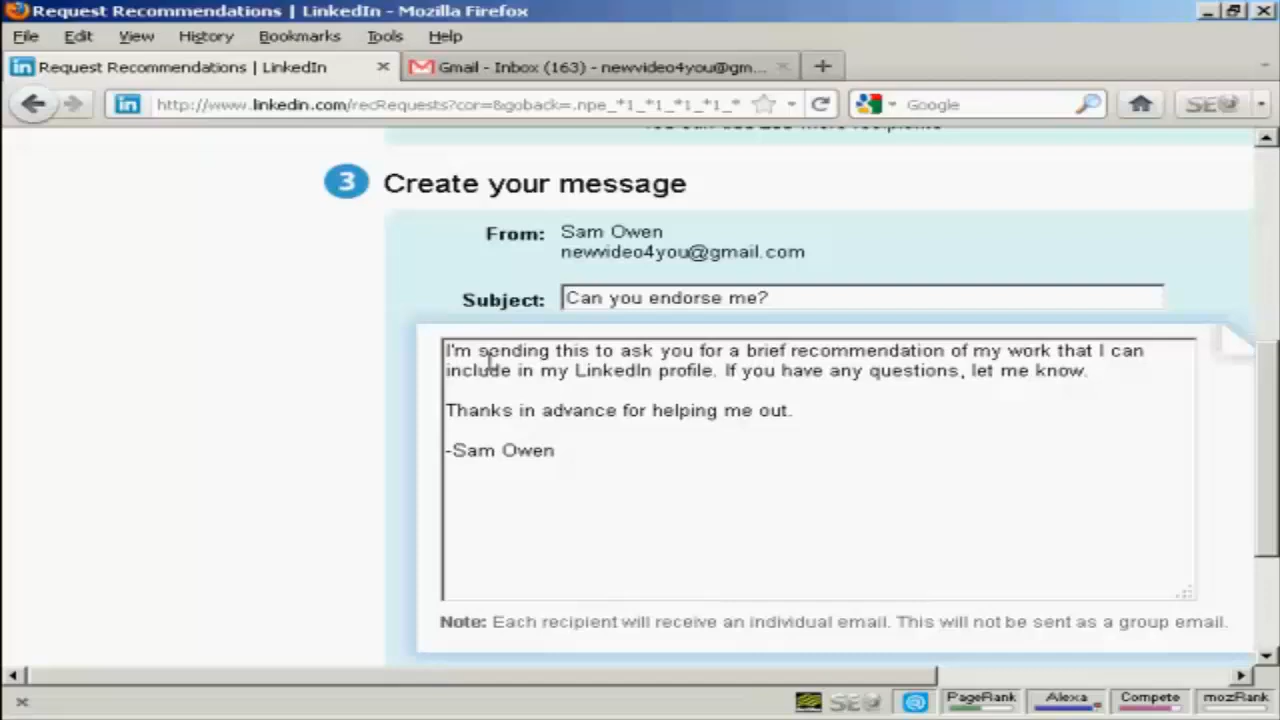 Request Recommendations | LinkedIn - Mozilla Firefox
File Edit View History Bookmarks Tools Help
in Request Recommendations | LinkedIn × Gmail - Inbox (163) - newvideo4you@gm... × +
in http://www.linkedin.com/recRequests?cor=&goback=.npe_*1_*1_*1_*1_* Google SEO
3 Create your message
From: Sam Owen
newvideo4you@gmail.com
Subject: Can you endorse me?
I'm sending this to ask you for a brief recommendation of my work that I can
include in my LinkedIn profile. If you have any questions, let me know.
Thanks in advance for helping me out.
-Sam Owen
Note: Each recipient will receive an individual email. This will not be sent as a group email.
× SEO PageRank Alexa Compete mozRank